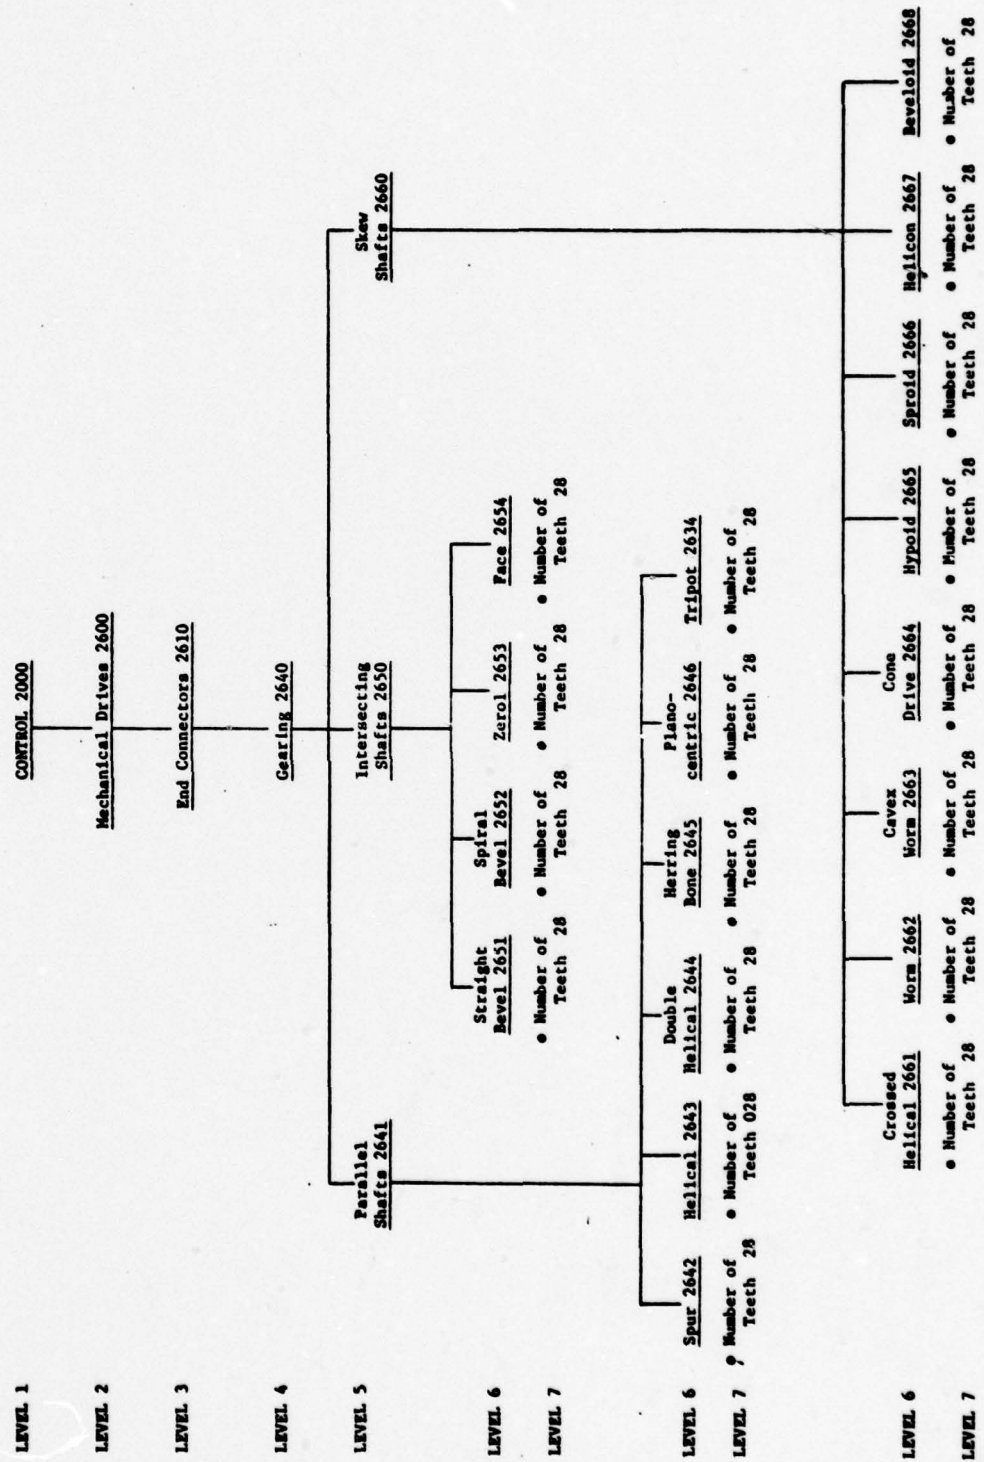 LEVEL 1
CONTROL 2000
LEVEL 2
Mechanical Drives 2600
LEVEL 3
End Connectors 2610
LEVEL 4
Gearing 2640
LEVEL 5
Parallel
Shafts 2641
Intersecting
Shafts 2650
Skew
Shafts 2660
LEVEL 6
Straight
Bevel 2651
Spiral
Bevel 2652
Zerol 2653
Face 2654
LEVEL 7
• Number of
Teeth 28
• Number of
Teeth 28
• Number of
Teeth 28
• Number of
Teeth 28
LEVEL 6
Spur 2642
Helical 2643
Double
Helical 2644
Herring
Bone 2645
Plano-
centric 2646
Tripot 2634
LEVEL 7
• Number of
Teeth 28
• Number of
Teeth 028
• Number of
Teeth 28
• Number of
Teeth 28
• Number of
Teeth 28
• Number of
Teeth 28
LEVEL 6
Crossed
Helical 2661
Worm 2662
Cavex
Worm 2663
Cone
Drive 2664
Hypoid 2665
Sproid 2666
Helicon 2667
Beveloid 2668
LEVEL 7
• Number of
Teeth 28
• Number of
Teeth 28
• Number of
Teeth 28
• Number of
Teeth 28
• Number of
Teeth 28
• Number of
Teeth 28
• Number of
Teeth 28
• Number of
Teeth 28